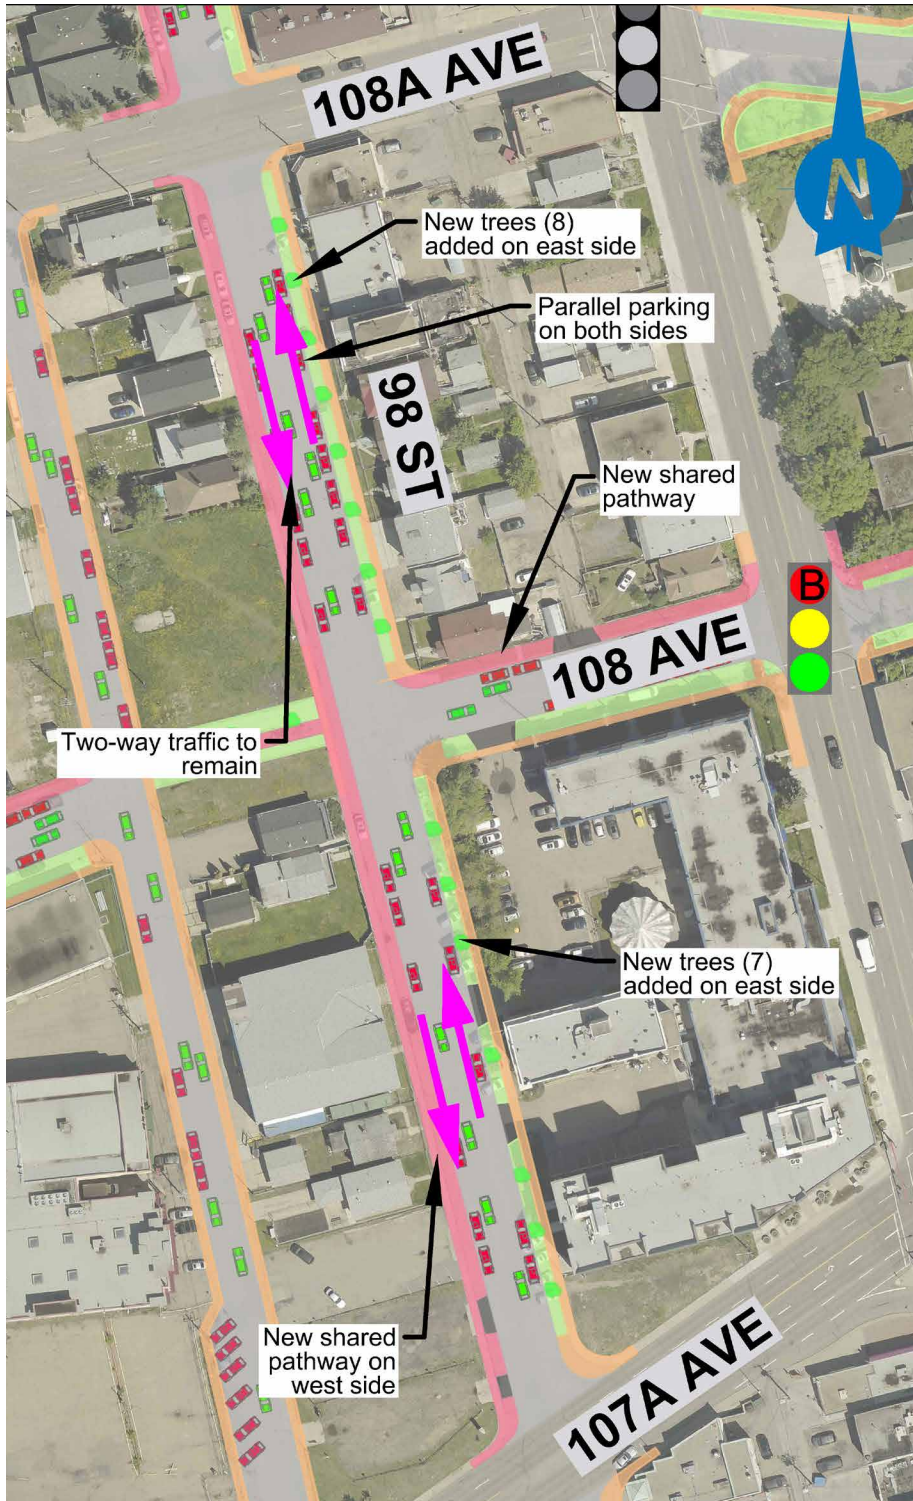 108A AVE
N
New trees (8)
added on east side
Parallel parking
on both sides
98 ST
New shared
pathway
B
108 AVE
Two-way traffic to
remain
New trees (7)
added on east side
New shared
pathway on
west side
107A AVE